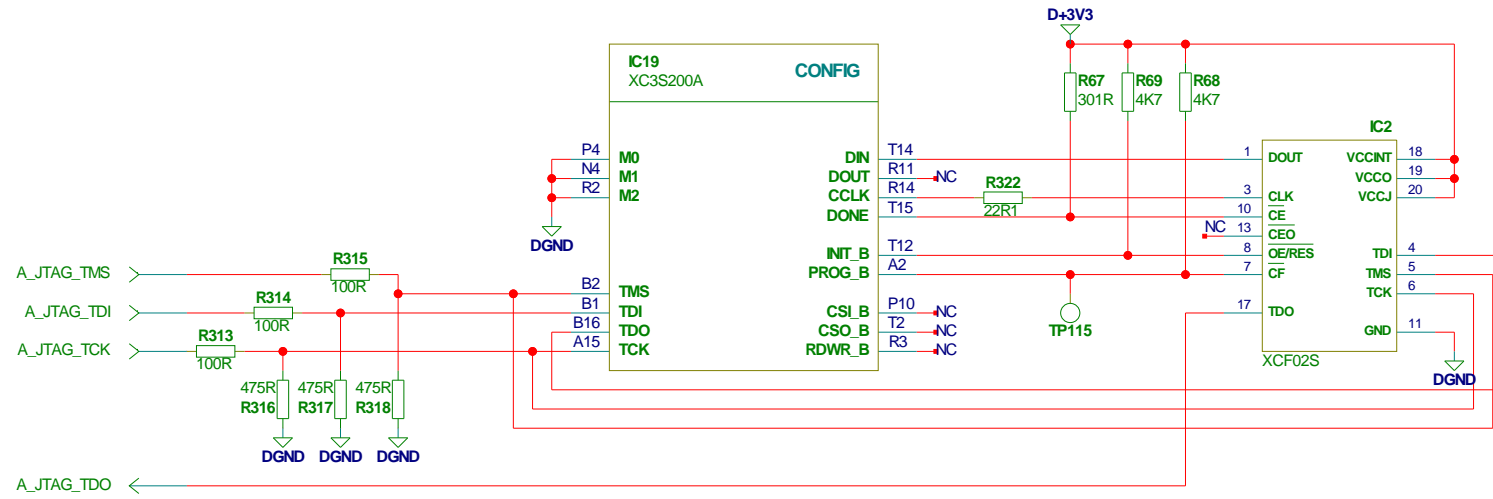 D+3V3
IC19
XC3S200A
CONFIG
R67
301R
R69
4K7
R68
4K7
IC2
P4
M0
N4
M1
R2
M2
DGND
DIN
T14
DOUT
R11
NC
CCLK
R14
R322
22R1
DONE
T15
INIT_B
T12
PROG_B
A2
CSI_B
P10
NC
CSO_B
T2
NC
RDWR_B
R3
NC
TP115
1
DOUT
3
CLK
10
CE
NC
13
CEO
8
OE/RES
7
CF
17
TDO
VCCINT
18
VCCO
19
VCCJ
20
TDI
4
TMS
5
TCK
6
GND
11
XCF02S
DGND
A_JTAG_TMS
R315
100R
A_JTAG_TDI
R314
100R
A_JTAG_TCK
R313
100R
B2
TMS
B1
TDI
B16
TDO
A15
TCK
475R
R316
475R
R317
475R
R318
DGND
DGND
DGND
A_JTAG_TDO